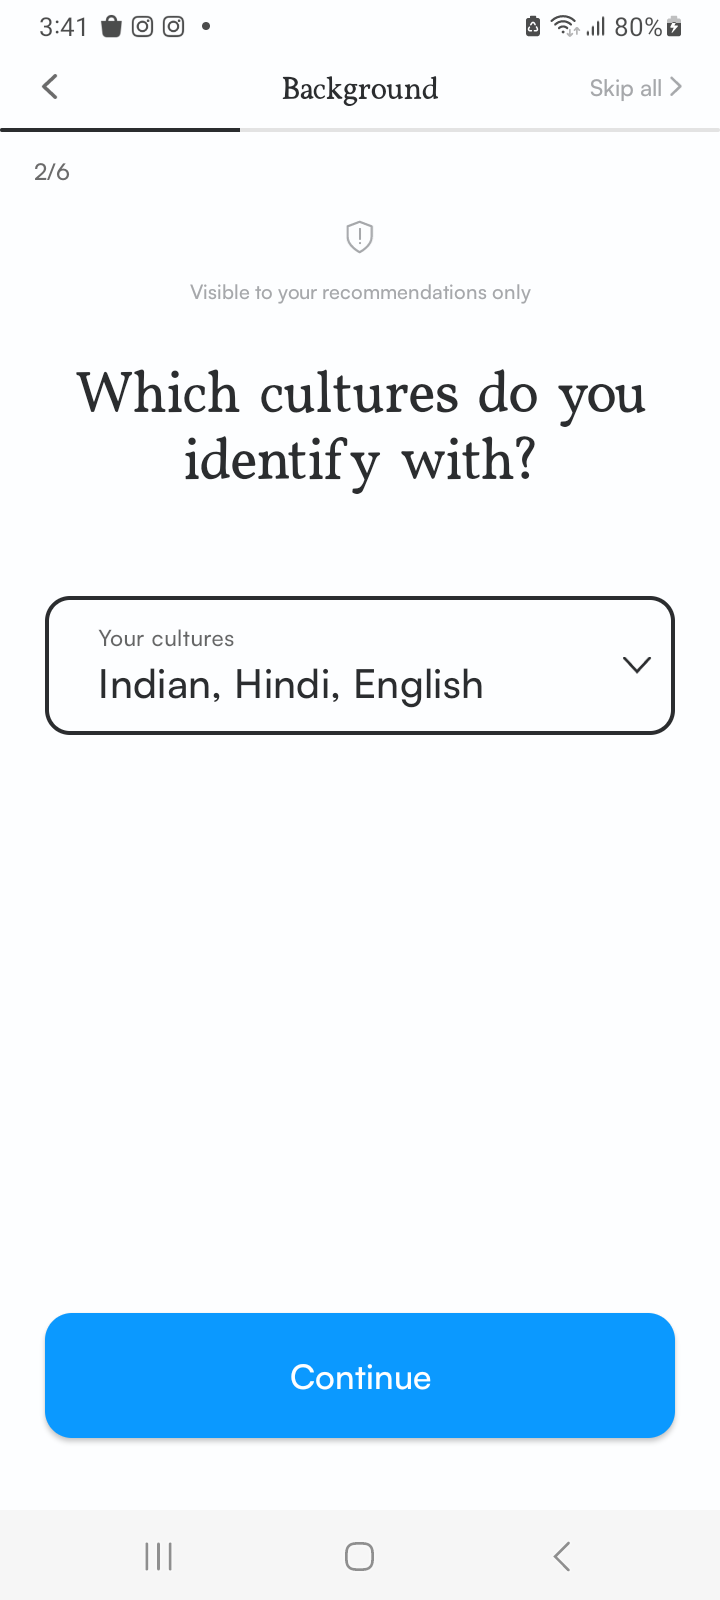 3:41
80%
Background
Skip all
2/6
Visible to your recommendations only
Which cultures do you
identify with?
Your cultures
Indian, Hindi, English
Continue